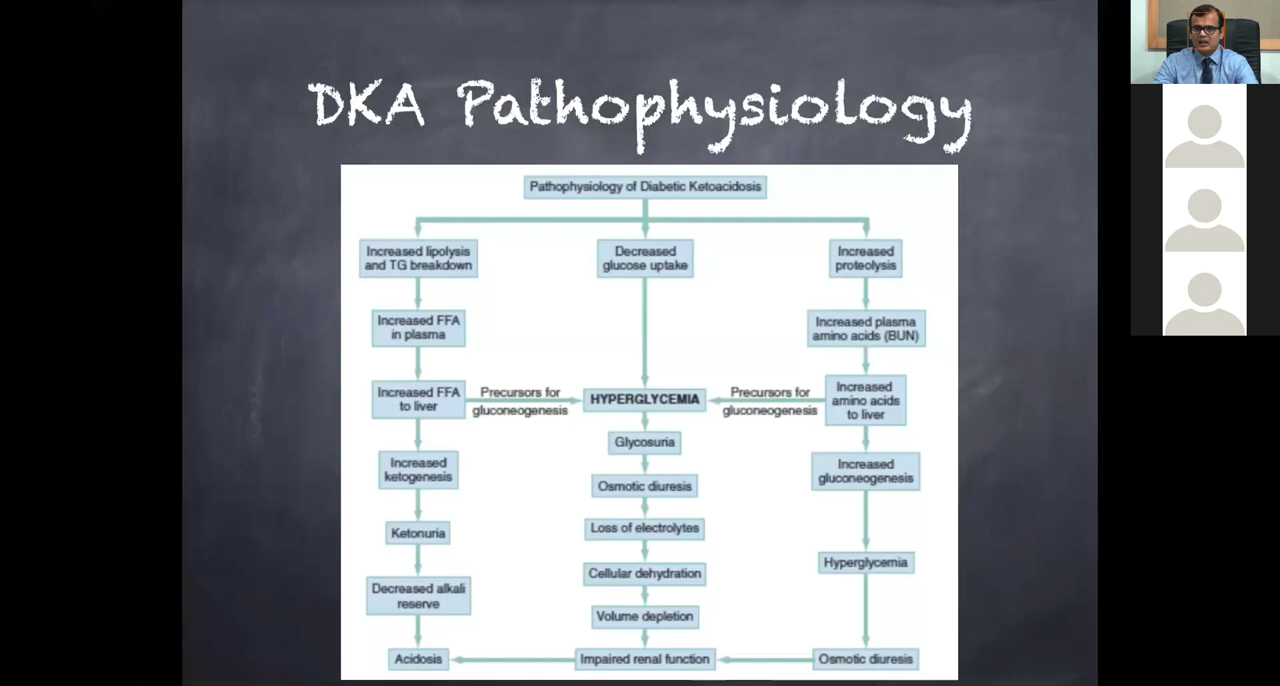 DKA Pathophysiology
Pathophysiology of Diabetic Ketoacidosis
Increased lipolysis
and TG breakdown
Decreased
glucose uptake
Increased
proteolysis
Increased FFA
in plasma
Increased plasma
amino acids (BUN)
Increased FFA
to liver
Precursors for
gluconeogenesis
HYPERGLYCEMIA
Precursors for
gluconeogenesis
Increased
amino acids
to liver
Glycosuria
Increased
ketogenesis
Osmotic diuresis
Increased
gluconeogenesis
Ketonuria
Loss of electrolytes
Cellular dehydration
Hyperglycemia
Decreased alkali
reserve
Volume depletion
Acidosis
Impaired renal function
Osmotic diuresis